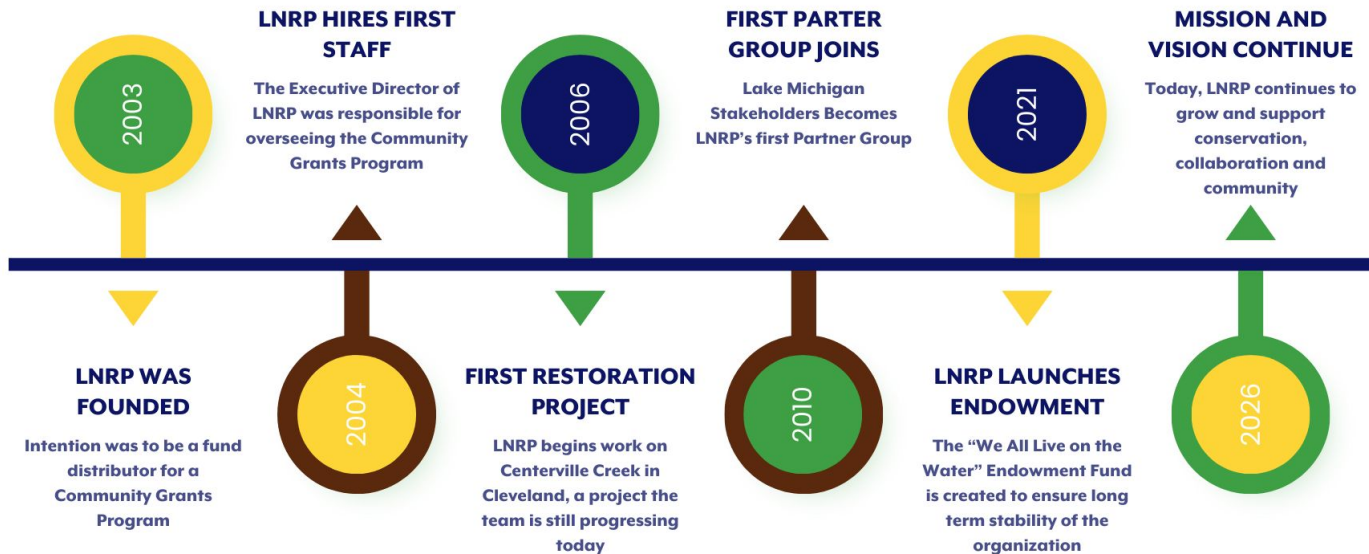 2003
LNRP WAS
FOUNDED
Intention was to be a fund
distributor for a
Community Grants
Program
LNRP HIRES FIRST
STAFF
The Executive Director of
LNRP was responsible for
overseeing the Community
Grants Program
2004
2006
FIRST RESTORATION
PROJECT
LNRP begins work on
Centerville Creek in
Cleveland, a project the
team is still progressing
today
FIRST PARTER
GROUP JOINS
Lake Michigan
Stakeholders Becomes
LNRP’s first Partner Group
2010
2021
LNRP LAUNCHES
ENDOWMENT
The “We All Live on the
Water” Endowment Fund
is created to ensure long
term stability of the
organization
MISSION AND
VISION CONTINUE
Today, LNRP continues to
grow and support
conservation,
collaboration and
community
2026